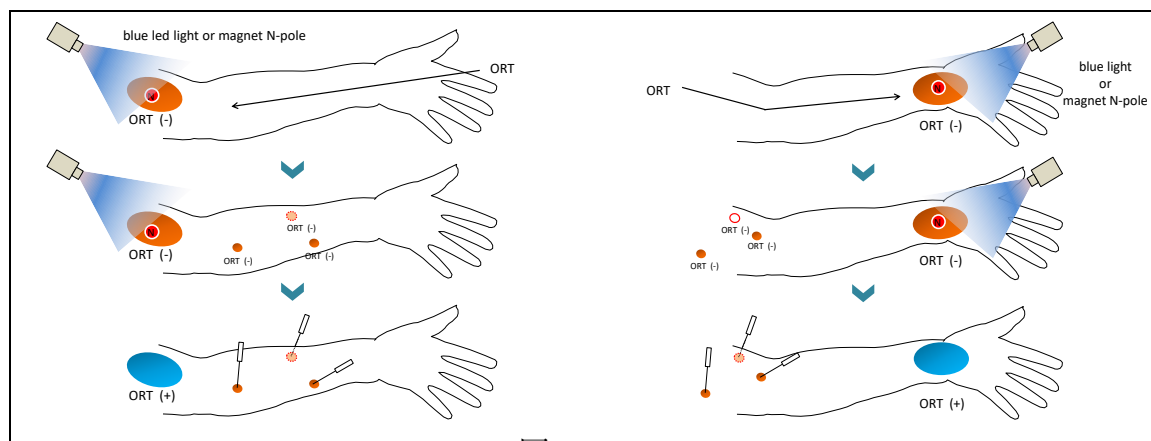 blue led light or magnet N-pole
ORT
N
ORT (-)
ORT
blue light
or
magnet N-pole
N
ORT (-)
N
ORT (-)
ORT (-)
ORT (-)
ORT (-)
ORT (-)
ORT (-)
ORT (-)
N
ORT (-)
ORT (+)
ORT (+)